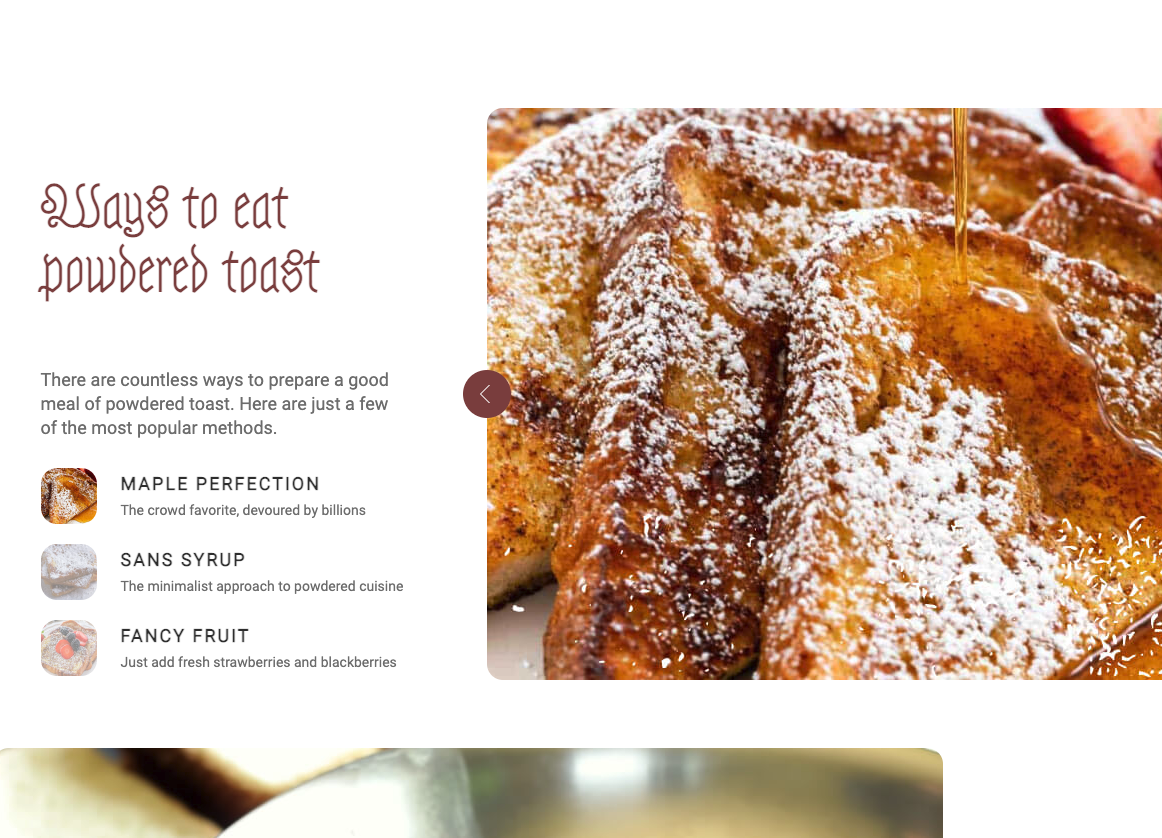 Ways to eat
powdered toast
There are countless ways to prepare a good
meal of powdered toast. Here are just a few
of the most popular methods.
MAPLE PERFECTION
The crowd favorite, devoured by billions
SANS SYRUP
The minimalist approach to powdered cuisine
FANCY FRUIT
Just add fresh strawberries and blackberries